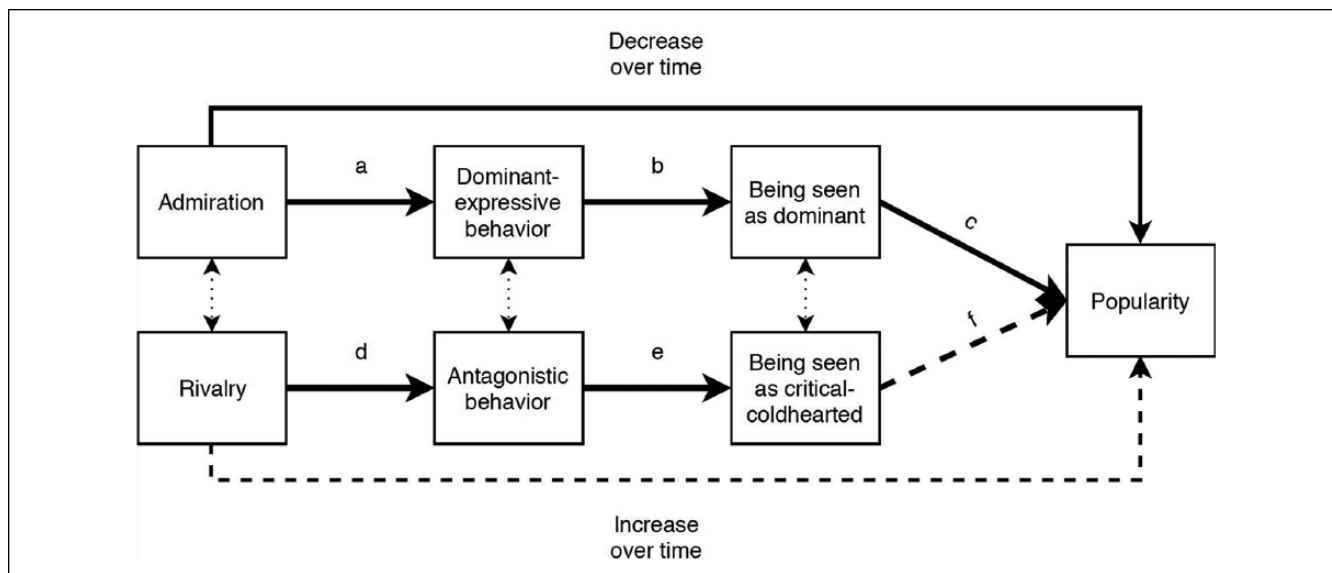 Decrease
over time
a
b
Admiration
Dominant-
expressive
behavior
Being seen
as dominant
c
Popularity
f
d
e
Rivalry
Antagonistic
behavior
Being seen
as critical-
coldhearted
Increase
over time